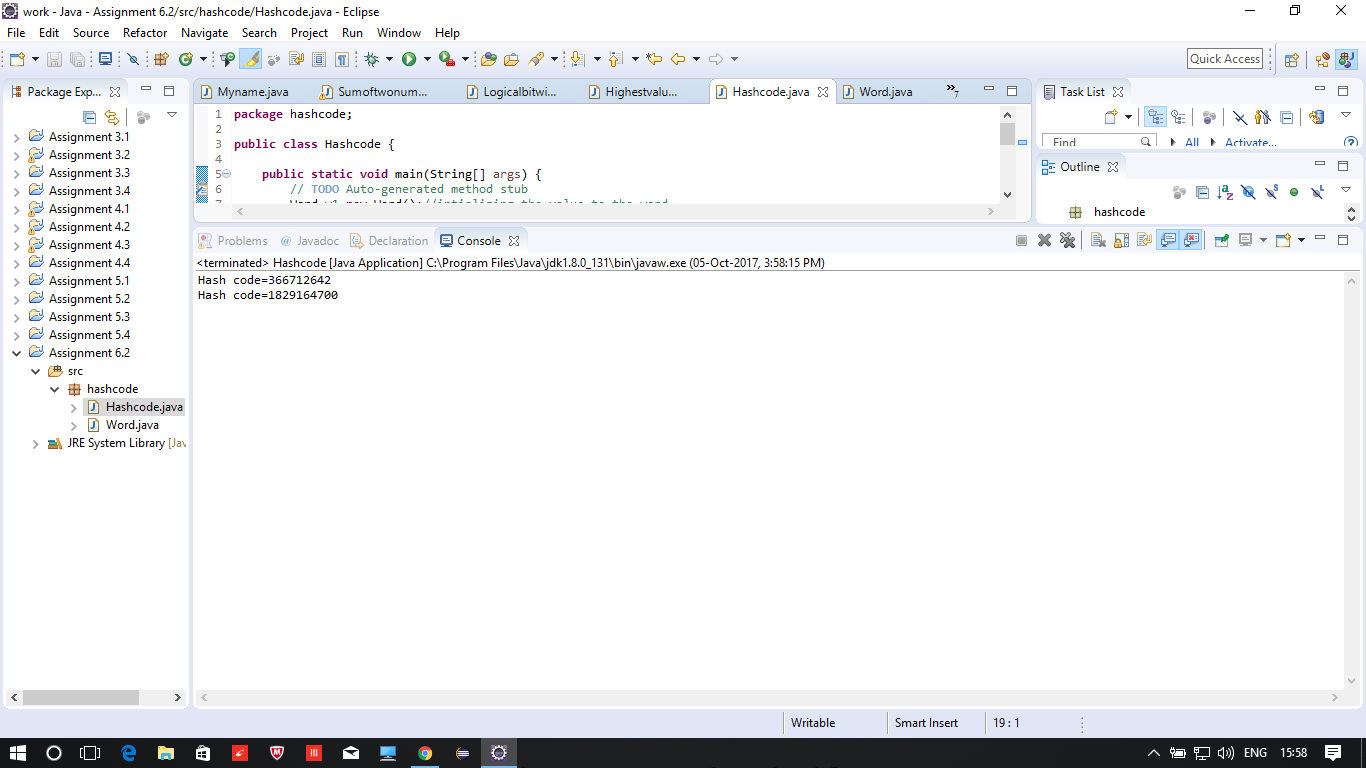 work - Java - Assignment 6.2/src/hashcode/Hashcode.java - Eclipse
File Edit Source Refactor Navigate Search Project Run Window Help
Quick Access
Package Exp...
Assignment 3.1
Assignment 3.2
Assignment 3.3
Assignment 3.4
Assignment 4.1
Assignment 4.2
Assignment 4.3
Assignment 4.4
Assignment 5.1
Assignment 5.2
Assignment 5.3
Assignment 5.4
Assignment 6.2
src
hashcode
Hashcode.java
Word.java
JRE System Library [Jav
Myname.java Sumoftwonum... Logicalbitwi... Highestvalu... Hashcode.java Word.java »7
1 package hashcode;
2
3 public class Hashcode {
4
5 public static void main(String[] args) {
6 // TODO Auto-generated method stub
Task List
Find All Activate...
Outline
hashcode
Problems @ Javadoc Declaration Console
<terminated> Hashcode [Java Application] C:\Program Files\Java\jdk1.8.0_131\bin\javaw.exe (05-Oct-2017, 3:58:15 PM)
Hash code=366712642
Hash code=1829164700
Writable Smart Insert 19 : 1
ENG 15:58